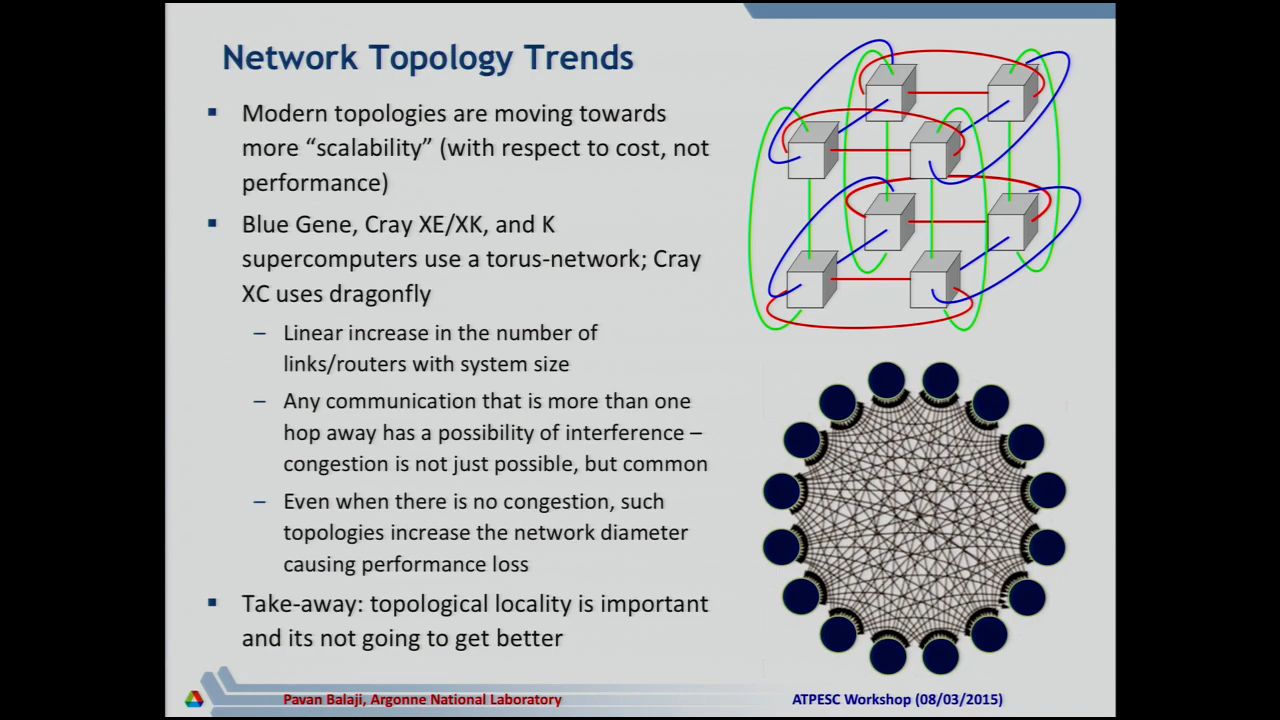 Network Topology Trends
Modern topologies are moving towards
more “scalability” (with respect to cost, not
performance)
Blue Gene, Cray XE/XK, and K
supercomputers use a torus-network; Cray
XC uses dragonfly
– Linear increase in the number of
links/routers with system size
– Any communication that is more than one
hop away has a possibility of interference –
congestion is not just possible, but common
– Even when there is no congestion, such
topologies increase the network diameter
causing performance loss
Take-away: topological locality is important
and its not going to get better
Pavan Balaji, Argonne National Laboratory
ATPESC Workshop (08/03/2015)